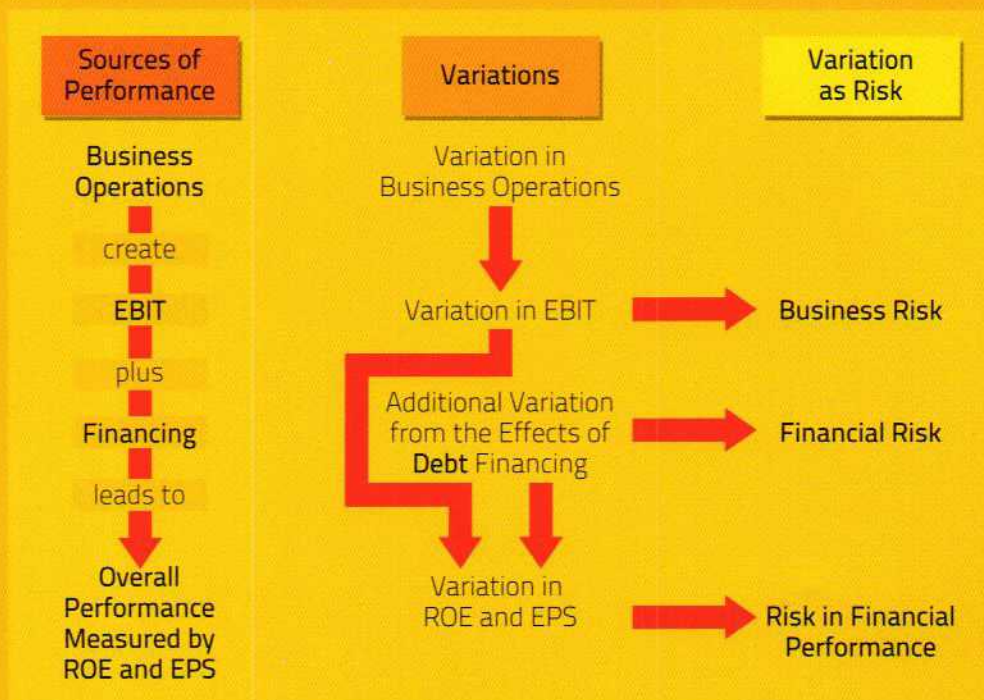 Sources of
Performance
Business
Operations
create
EBIT
plus
Financing
leads to
Overall
Performance
Measured by
ROE and EPS
Variations
Variation in
Business Operations
Variation in EBIT
Additional Variation
from the Effects of
Debt Financing
Variation in
ROE and EPS
Variation
as Risk
Business Risk
Financial Risk
Risk in Financial
Performance